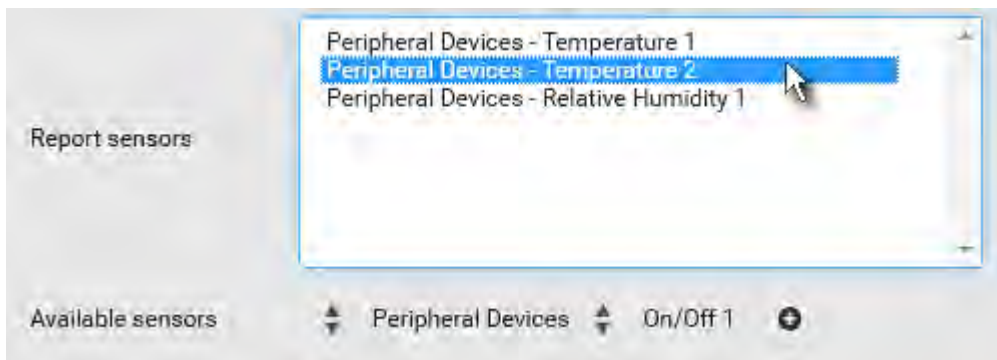 Peripheral Devices - Temperature 1
Peripheral Devices - Temperature 2
Peripheral Devices - Relative Humidity 1
Report sensors
Available sensors Peripheral Devices On/Off 1